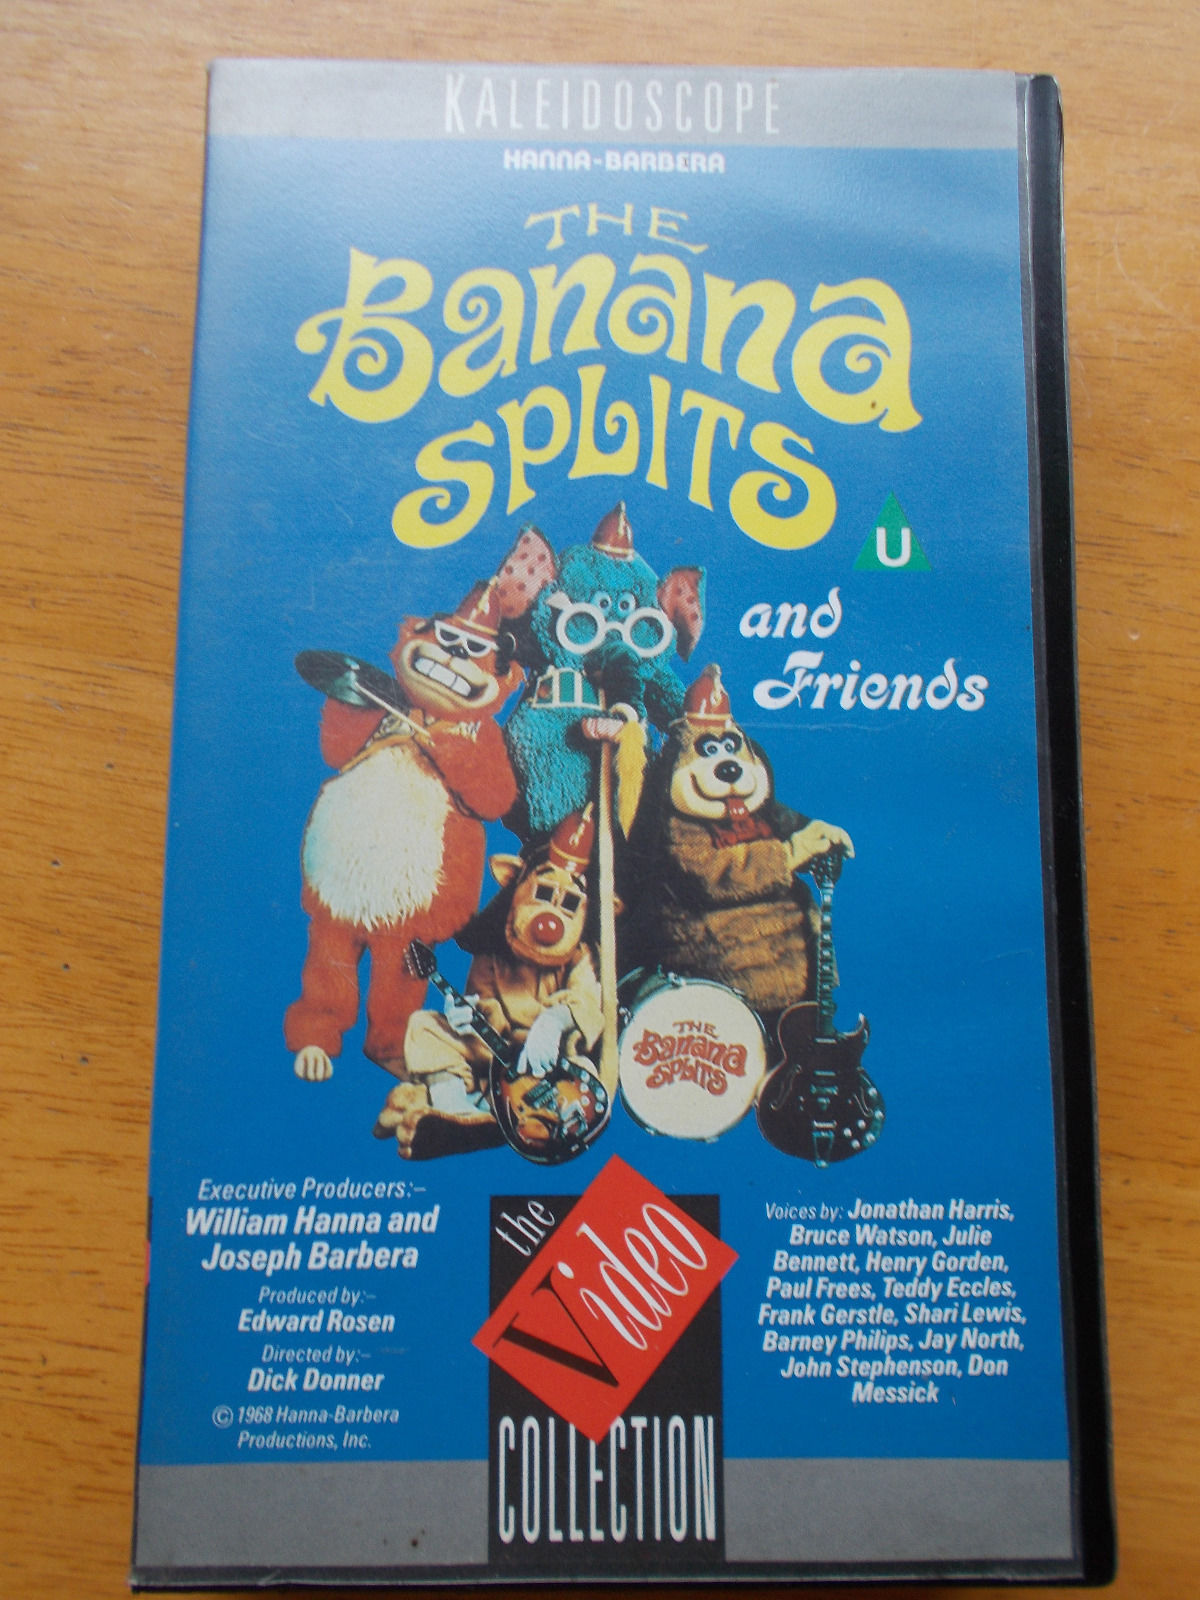 KALEIDOSCOPE
HANNA-BARBERA
THE
BANANA
SPLITS
U
and
Friends
THE
BANANA
SPLITS
Executive Producers:–
William Hanna and
Joseph Barbera
Produced by:–
Edward Rosen
Directed by:–
Dick Donner
© 1968 Hanna-Barbera
Productions, Inc.
the
Video
COLLECTION
Voices by: Jonathan Harris,
Bruce Watson, Julie
Bennett, Henry Gorden,
Paul Frees, Teddy Eccles,
Frank Gerstle, Shari Lewis,
Barney Philips, Jay North,
John Stephenson, Don
Messick